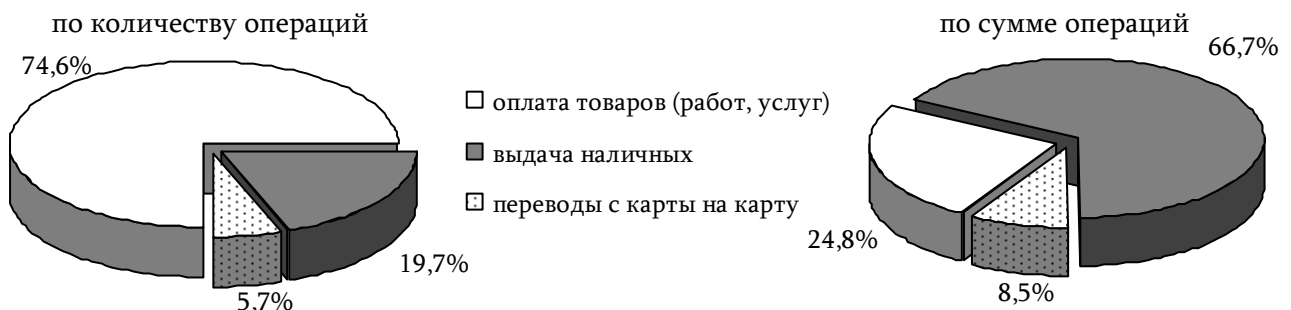 по количеству операций
74,6%
19,7%
5,7%
оплата товаров (работ, услуг)
выдача наличных
переводы с карты на карту
по сумме операций
66,7%
24,8%
8,5%